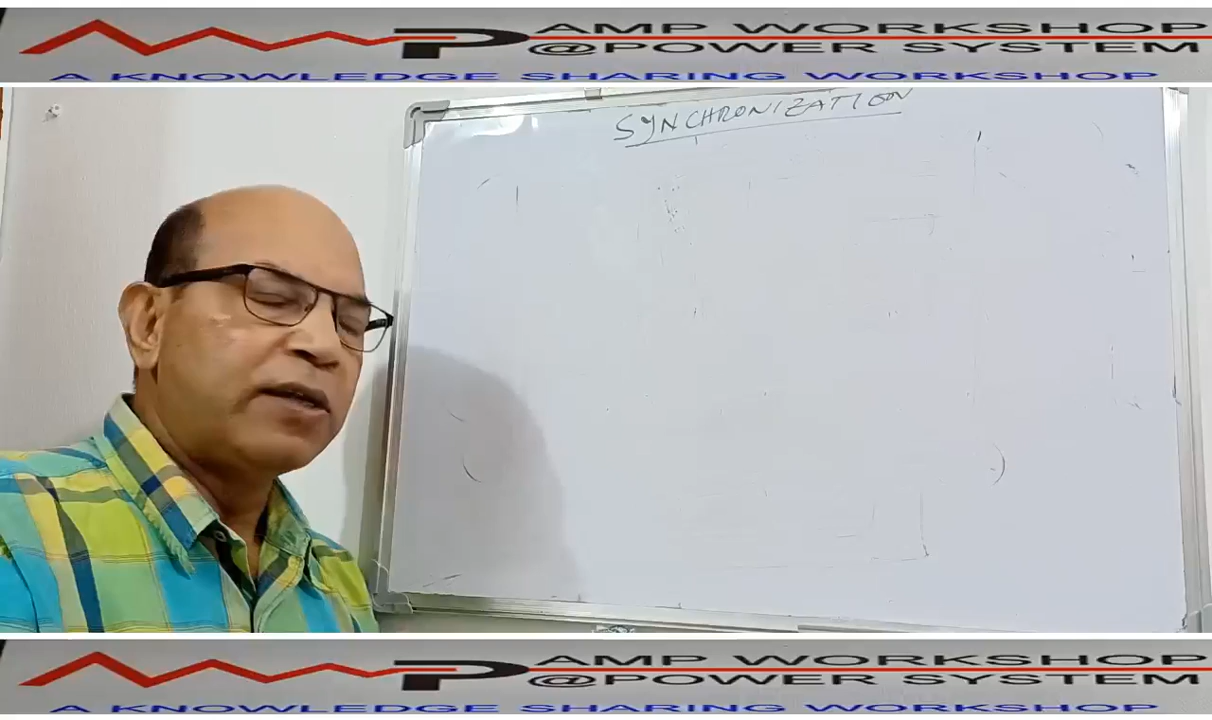 AMP WORKSHOP
@POWER SYSTEM
A KNOWLEDGE SHARING WORKSHOP
SYNCHRONIZATION
AMP WORKSHOP
@POWER SYSTEM
A KNOWLEDGE SHARING WORKSHOP